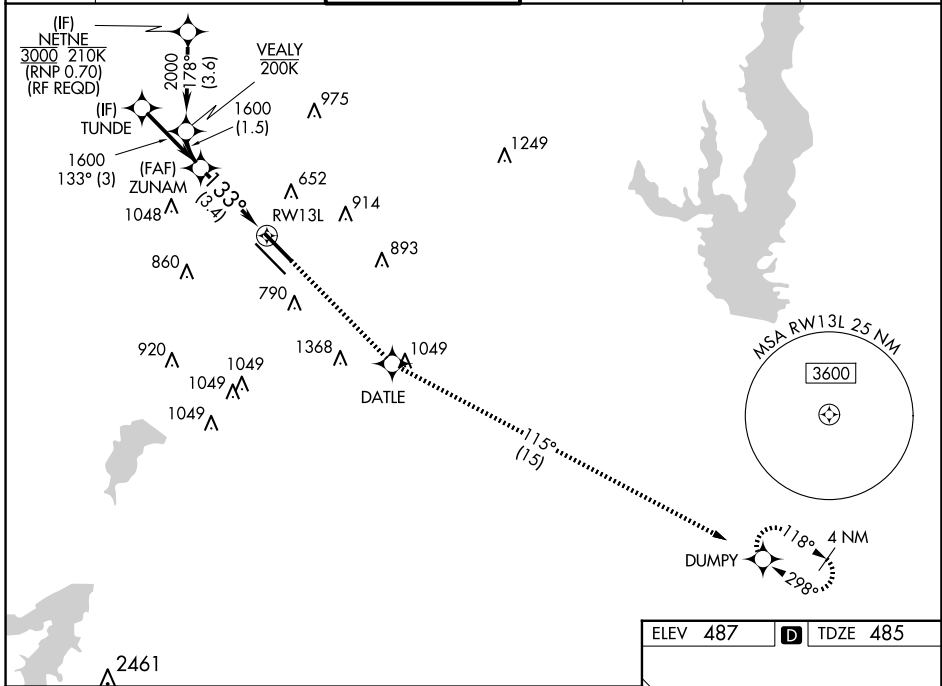 (IF)
NETNE
3000 210K
(RNP 0.70)
(RF REQD)
2000
178°
(3.6)
VEALY
200K
(IF)
TUNDE
1600
(1.5)
975
1249
1600
133° (3)
(FAF)
ZUNAM
133°
(3.4)
652
1048
RW13L
914
893
860
790
MSA RW13L 25 NM
3600
920
1368
1049
1049
1049
DATLE
1049
115°
(15)
DUMPY
118°
4 NM
298°
ELEV 487 D TDZE 485
2461